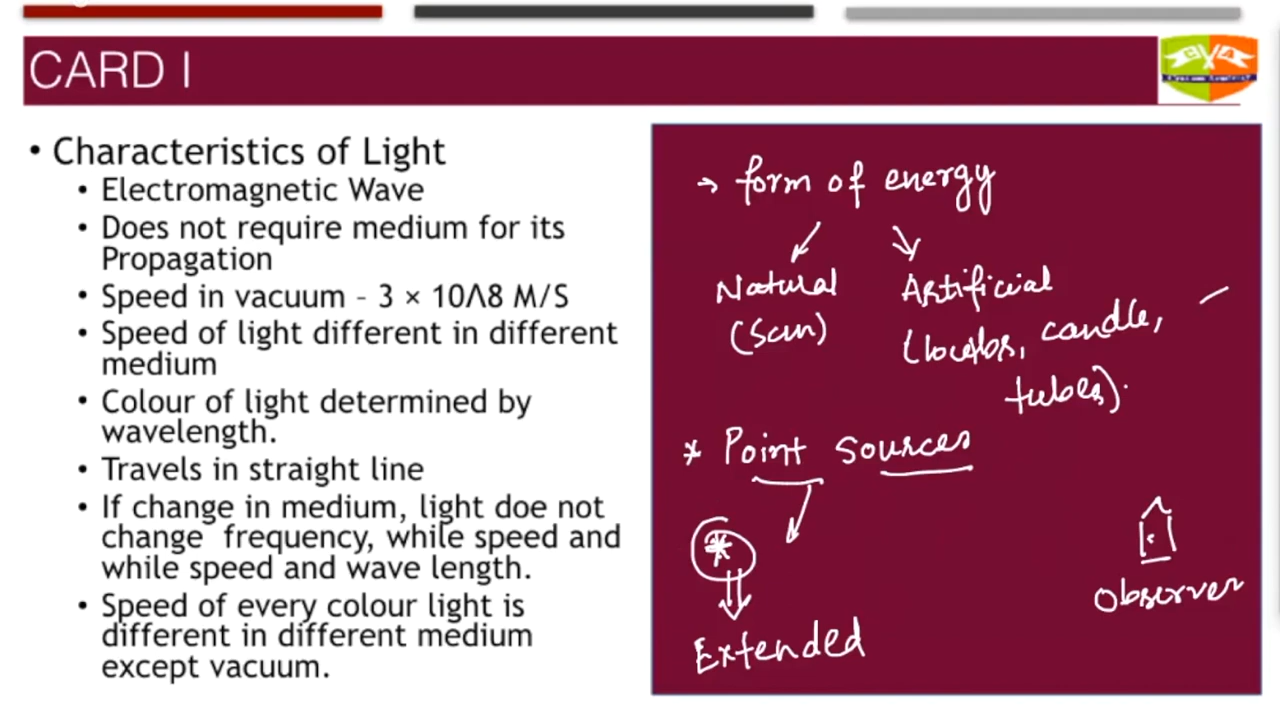 CARD I
• Characteristics of Light
• Electromagnetic Wave
• Does not require medium for its
Propagation
• Speed in vacuum – 3 × 10Λ8 M/S
• Speed of light different in different
medium
• Colour of light determined by
wavelength.
• Travels in straight line
• If change in medium, light doe not
change frequency, while speed and
while speed and wave length.
• Speed of every colour light is
different in different medium
except vacuum.
→ form of energy
Natural
(Sun)
Artificial
(bulbs, candle,
tubes).
* Point sources
Extended
Observer